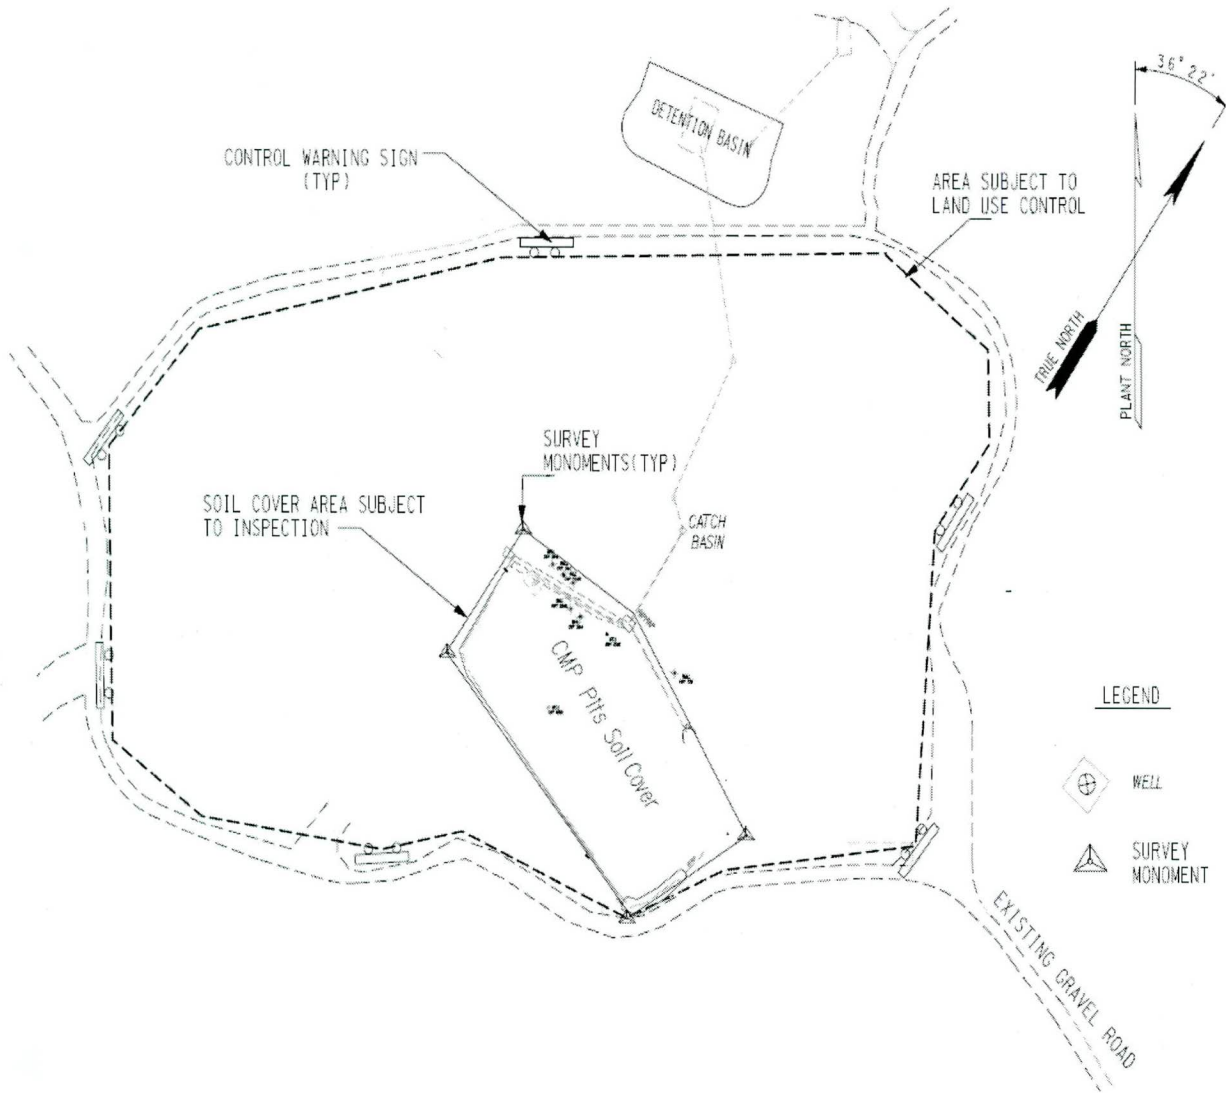 36° 22'
DETENTION BASIN
CONTROL WARNING SIGN
(TYP)
AREA SUBJECT TO
LAND USE CONTROL
TRUE NORTH
PLANT NORTH
SURVEY
MONOMENTS(TYP)
SOIL COVER AREA SUBJECT
TO INSPECTION
CATCH
BASIN
CMP Pits Soil Cover
LEGEND
WELL
SURVEY
MONOMENT
EXISTING GRAVEL ROAD